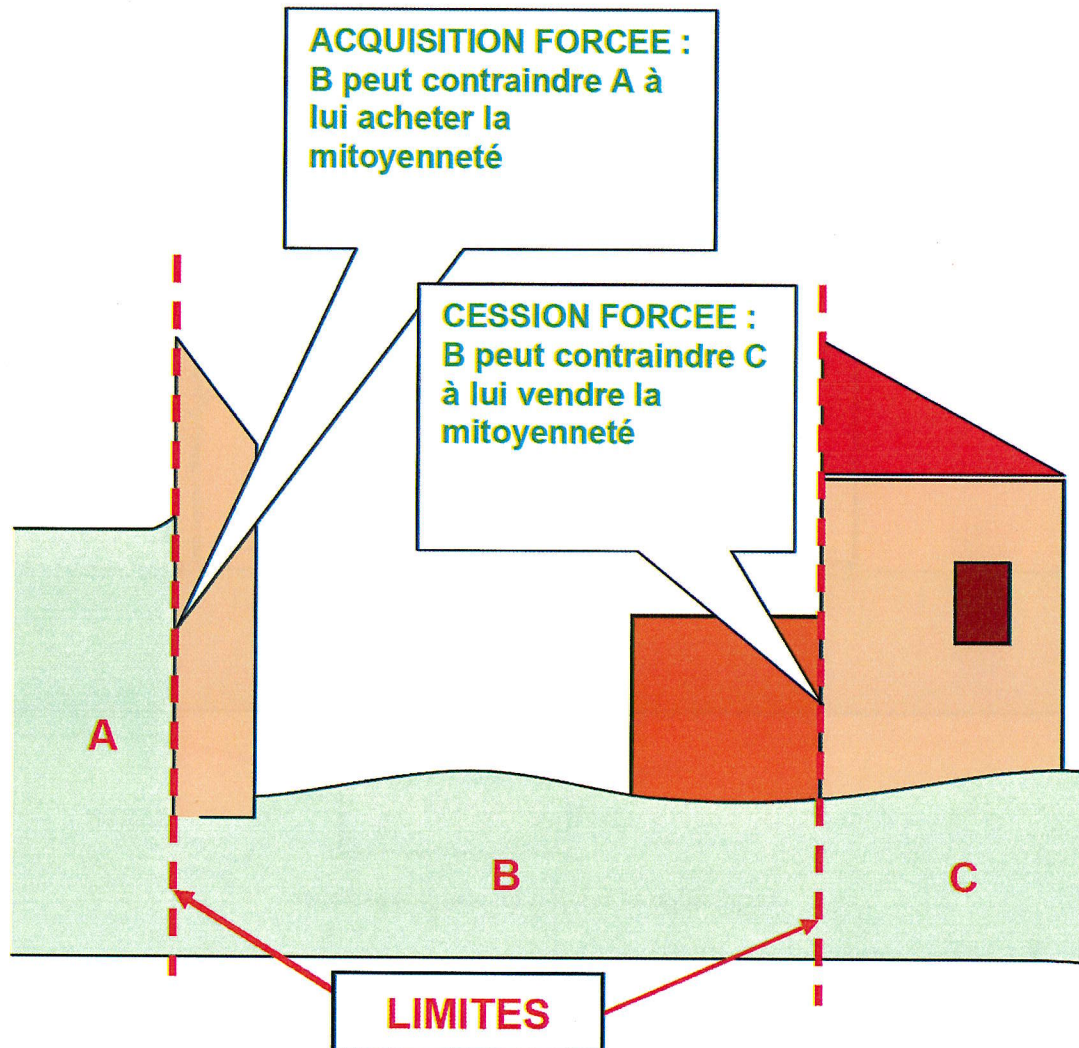 ACQUISITION FORCEE :
B peut contraindre A à
lui acheter la
mitoyenneté
CESSION FORCEE :
B peut contraindre C
à lui vendre la
mitoyenneté
A
B
C
LIMITES